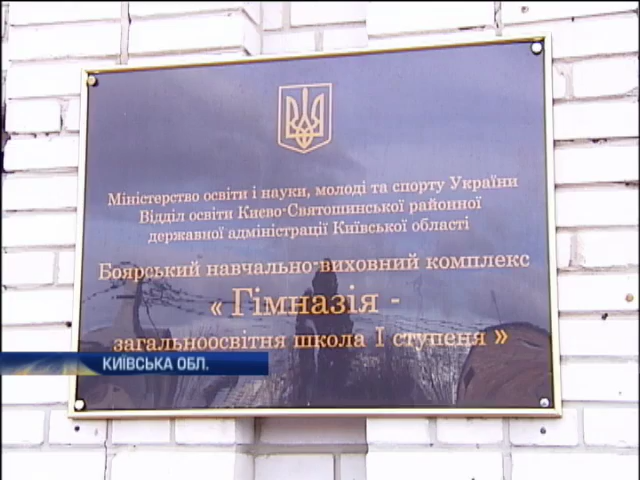 Міністерство освіти і науки, молоді та спорту України
Відділ освіти Києво-Святошинської районної
державної адміністрації Київської області
Боярський навчально-виховний комплекс
« Гімназія -
загальноосвітня школа І ступеня »
КИЇВСЬКА ОБЛ.